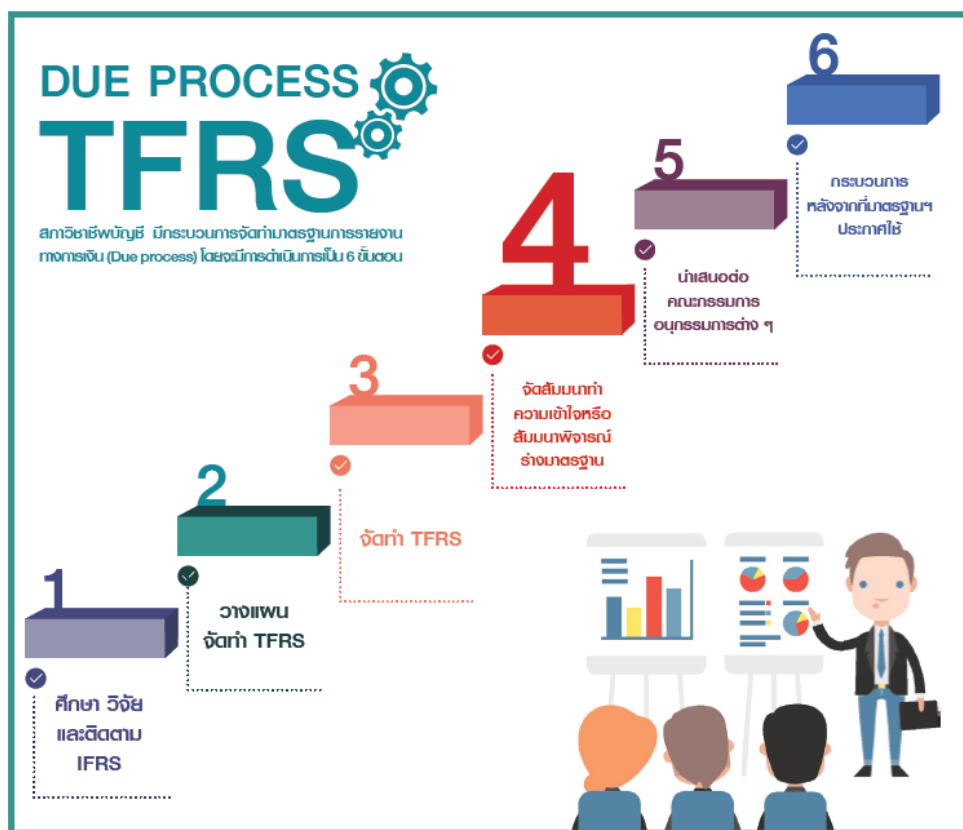 DUE PROCESS
TFRS
สภาวิชาชีพบัญชี มีกระบวนการจัดทำมาตรฐานการรายงาน
ทางการเงิน (Due process) โดยจะมีการดำเนินการเป็น 6 ขั้นตอน
1
ศึกษา วิจัย
และติดตาม
IFRS
2
วางแผน
จัดทำ TFRS
3
จัดทำ TFRS
4
จัดสัมมนาทำ
ความเข้าใจหรือ
สัมมนาพิจารณ์
ร่างมาตรฐาน
5
นำเสนอต่อ
คณะกรรมการ
อนุกรรมการต่าง ๆ
6
กระบวนการ
หลังจากที่มาตรฐานฯ
ประกาศใช้